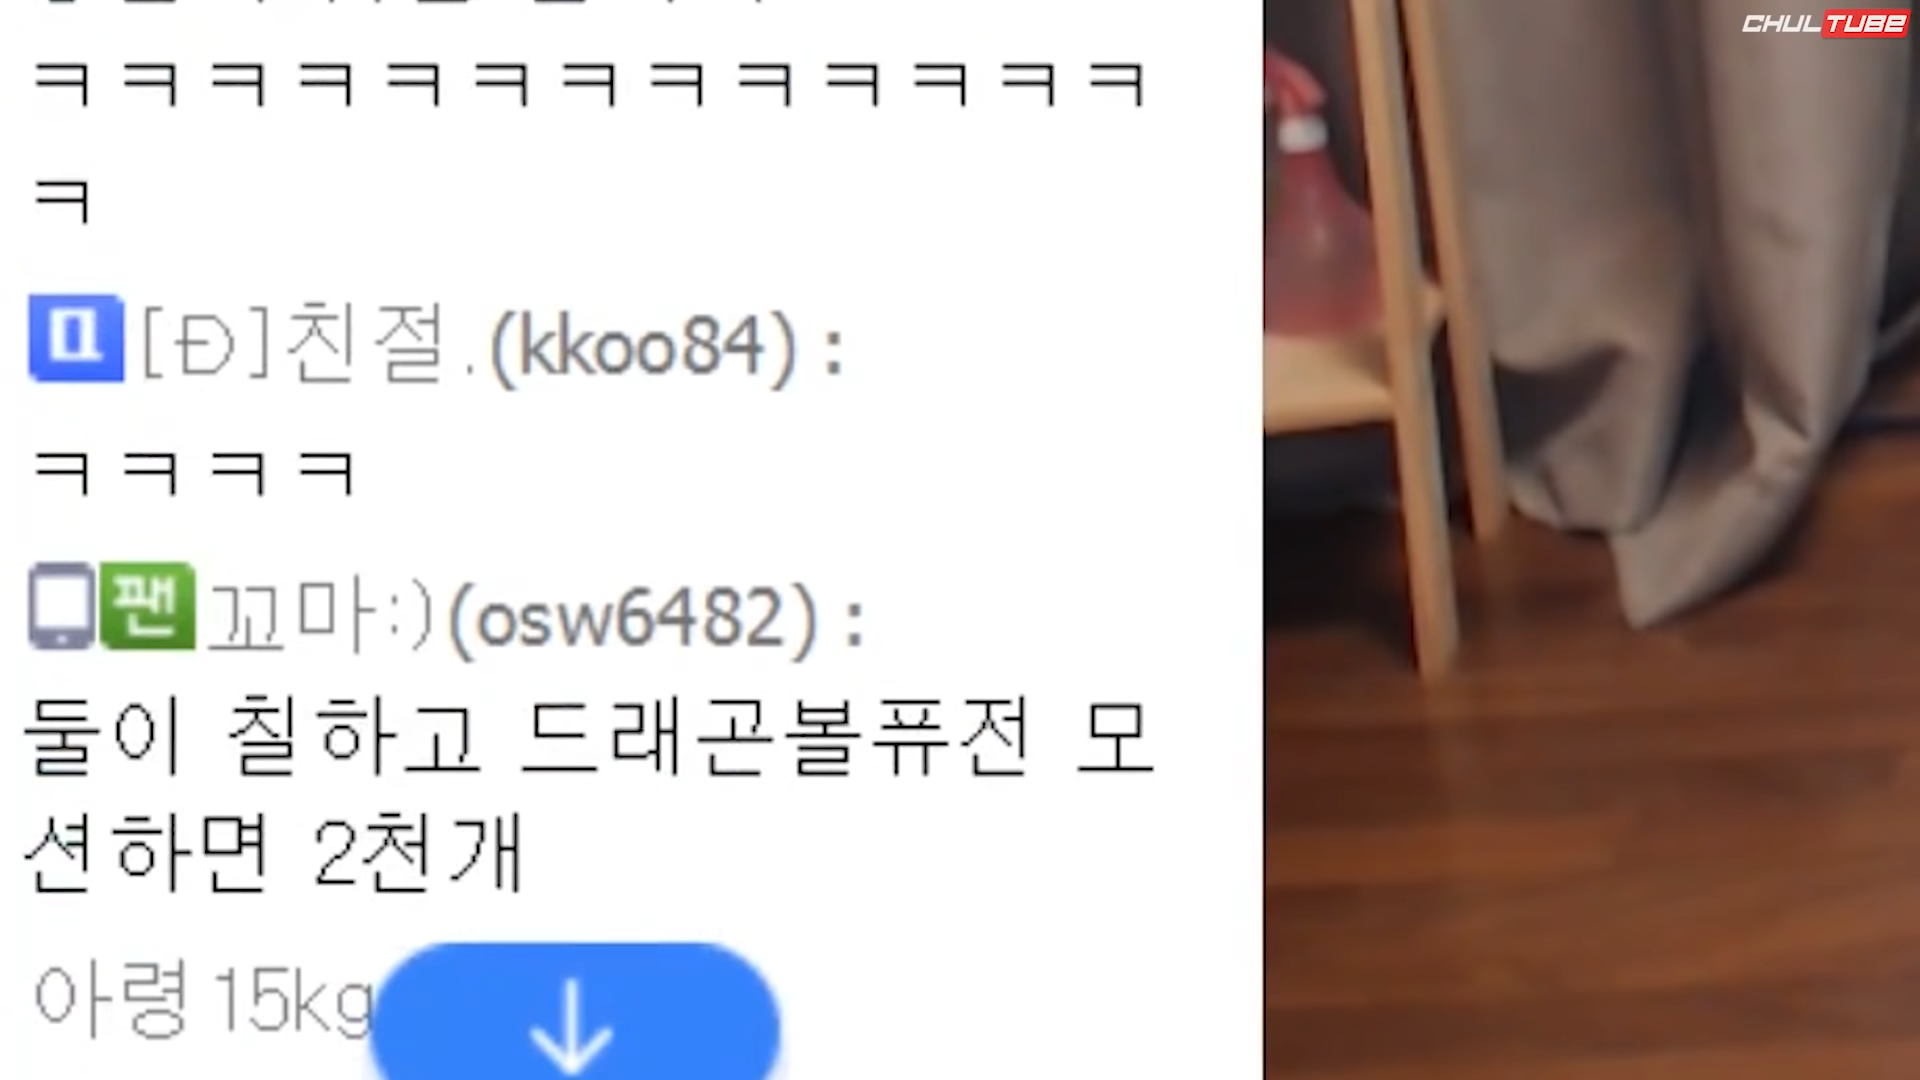 CHULTUBE
ㅋㅋㅋㅋㅋㅋㅋㅋㅋㅋㅋㅋㅋ
ㅋ
[Đ]친절.(kkoo84) :
ㅋㅋㅋㅋ
팬 꼬마:)(osw6482) :
둘이 칠하고 드래곤볼퓨전 모
션하면 2천개
아령 15kg